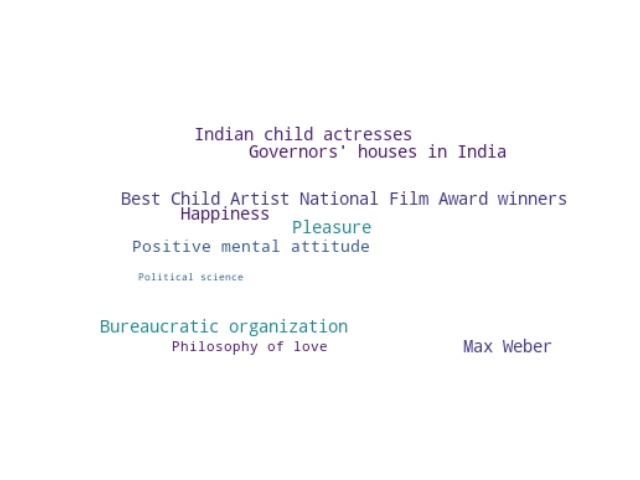 Indian child actresses
Governors' houses in India
Best Child Artist National Film Award winners
Happiness
Pleasure
Positive mental attitude
Political science
Bureaucratic organization
Philosophy of love
Max Weber